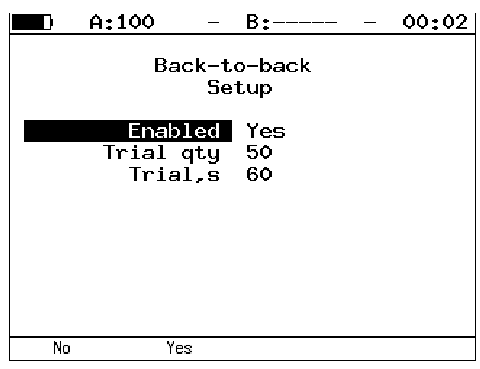 A:100 – B:––––– – 00:02
Back-to-back
Setup
Enabled Yes
Trial qty 50
Trial,s 60
No Yes